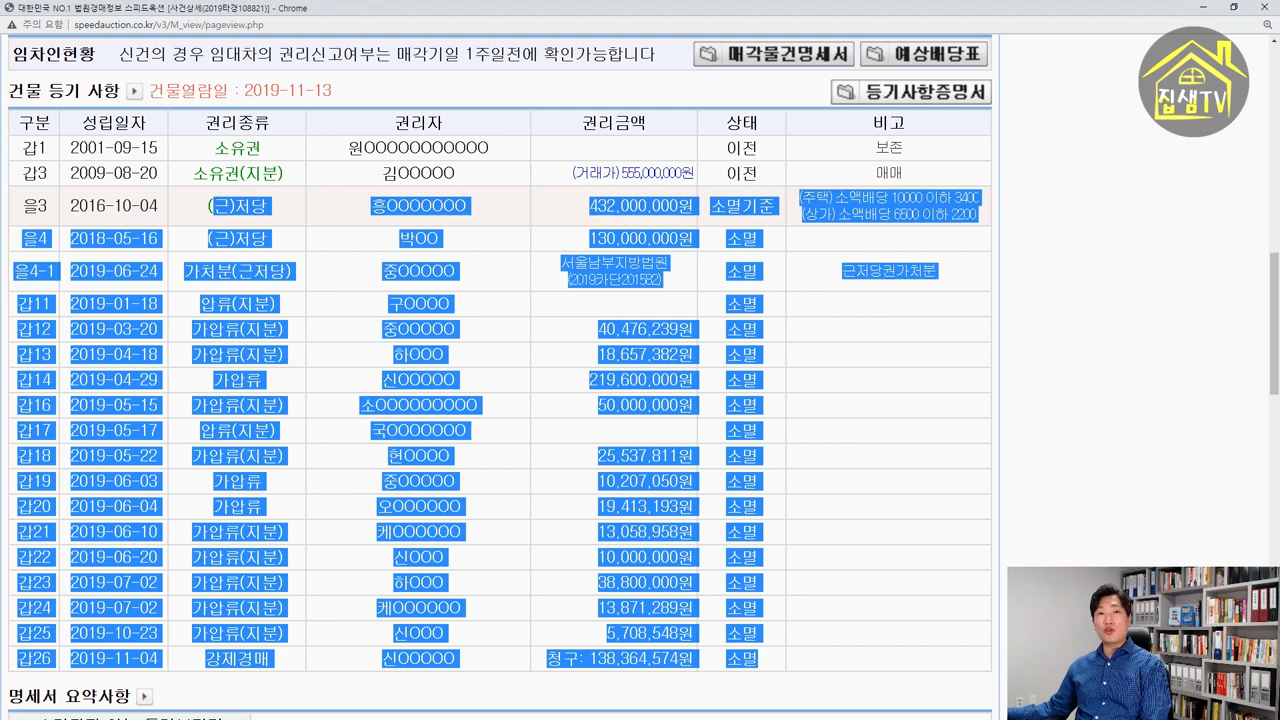 대한민국 NO.1 법원경매정보 스피드옥션 [사건상세(2019타경108821)] - Chrome
주의 요함 | speedauction.co.kr/v3/M_view/pageview.php
임차인현황 신건의 경우 임대차의 권리신고여부는 매각기일 1주일전에 확인가능합니다 매각물건명세서 예상배당표
건물 등기 사항 건물열람일 : 2019-11-13 등기사항증명서
구분 성립일자 권리종류 권리자 권리금액 상태 비고
갑1 2001-09-15 소유권 원OOOOOOOOOOO 이전 보존
갑3 2009-08-20 소유권(지분) 김OOOOO (거래가) 555,000,000원 이전 매매
을3 2016-10-04 (근)저당 흥OOOOOOO 432,000,000원 소멸기준 (주택) 소액배당 10000 이하 3400
(상가) 소액배당 6500 이하 2200
을4 2018-05-16 (근)저당 박OO 130,000,000원 소멸
을4-1 2019-06-24 가처분(근저당) 중OOOOO 서울남부지방법원
(2019카단201582) 소멸 근저당권가처분
갑11 2019-01-18 압류(지분) 구OOOO 소멸
갑12 2019-03-20 가압류(지분) 중OOOOO 40,476,239원 소멸
갑13 2019-04-18 가압류(지분) 하OOO 18,657,382원 소멸
갑14 2019-04-29 가압류 신OOOOO 219,600,000원 소멸
갑16 2019-05-15 가압류(지분) 소OOOOOOOOO 50,000,000원 소멸
갑17 2019-05-17 압류(지분) 국OOOOOOO 소멸
갑18 2019-05-22 가압류(지분) 현OOOO 25,537,811원 소멸
갑19 2019-06-03 가압류 중OOOOO 10,207,050원 소멸
갑20 2019-06-04 가압류 오OOOOOO 19,413,193원 소멸
갑21 2019-06-10 가압류(지분) 케OOOOOO 13,058,958원 소멸
갑22 2019-06-20 가압류(지분) 신OOO 10,000,000원 소멸
갑23 2019-07-02 가압류(지분) 하OOO 38,800,000원 소멸
갑24 2019-07-02 가압류(지분) 케OOOOOO 13,871,289원 소멸
갑25 2019-10-23 가압류(지분) 신OOO 5,708,548원 소멸
갑26 2019-11-04 강제경매 신OOOOO 청구: 138,364,574원 소멸
명세서 요약사항
집샘TV